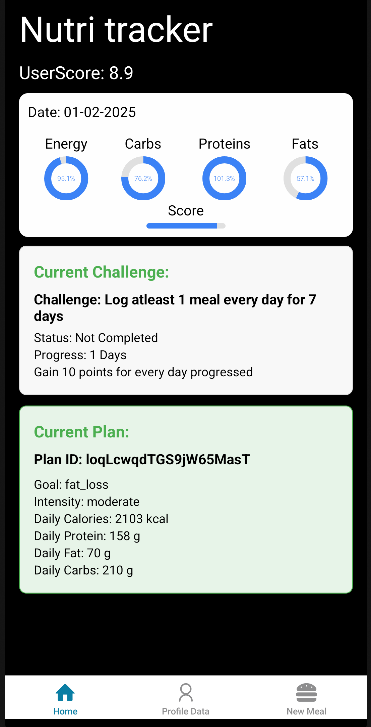 Nutri tracker
UserScore: 8.9
Date: 01-02-2025
Energy Carbs Proteins Fats
95.1% 76.2% 101.3% 57.1%
Score
Current Challenge:
Challenge: Log atleast 1 meal every day for 7
days
Status: Not Completed
Progress: 1 Days
Gain 10 points for every day progressed
Current Plan:
Plan ID: loqLcwqdTGS9jW65MasT
Goal: fat_loss
Intensity: moderate
Daily Calories: 2103 kcal
Daily Protein: 158 g
Daily Fat: 70 g
Daily Carbs: 210 g
Home Profile Data New Meal